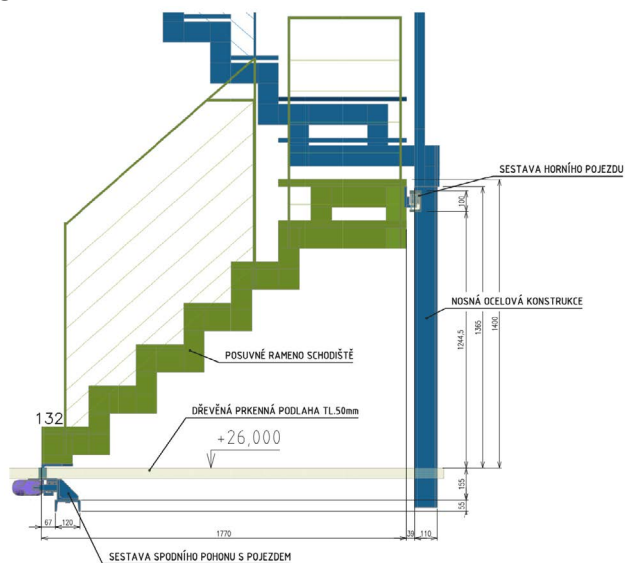 SESTAVA HORNÍHO POJEZDU
100
NOSNÁ OCELOVÁ KONSTRUKCE
1244,5
1365
1400
POSUVNÉ RAMENO SCHODIŠTĚ
DŘEVĚNÁ PRKENNÁ PODLAHA TL.50mm
132
+26,000
155
55
67
120
1770
39
110
SESTAVA SPODNÍHO POHONU S POJEZDEM